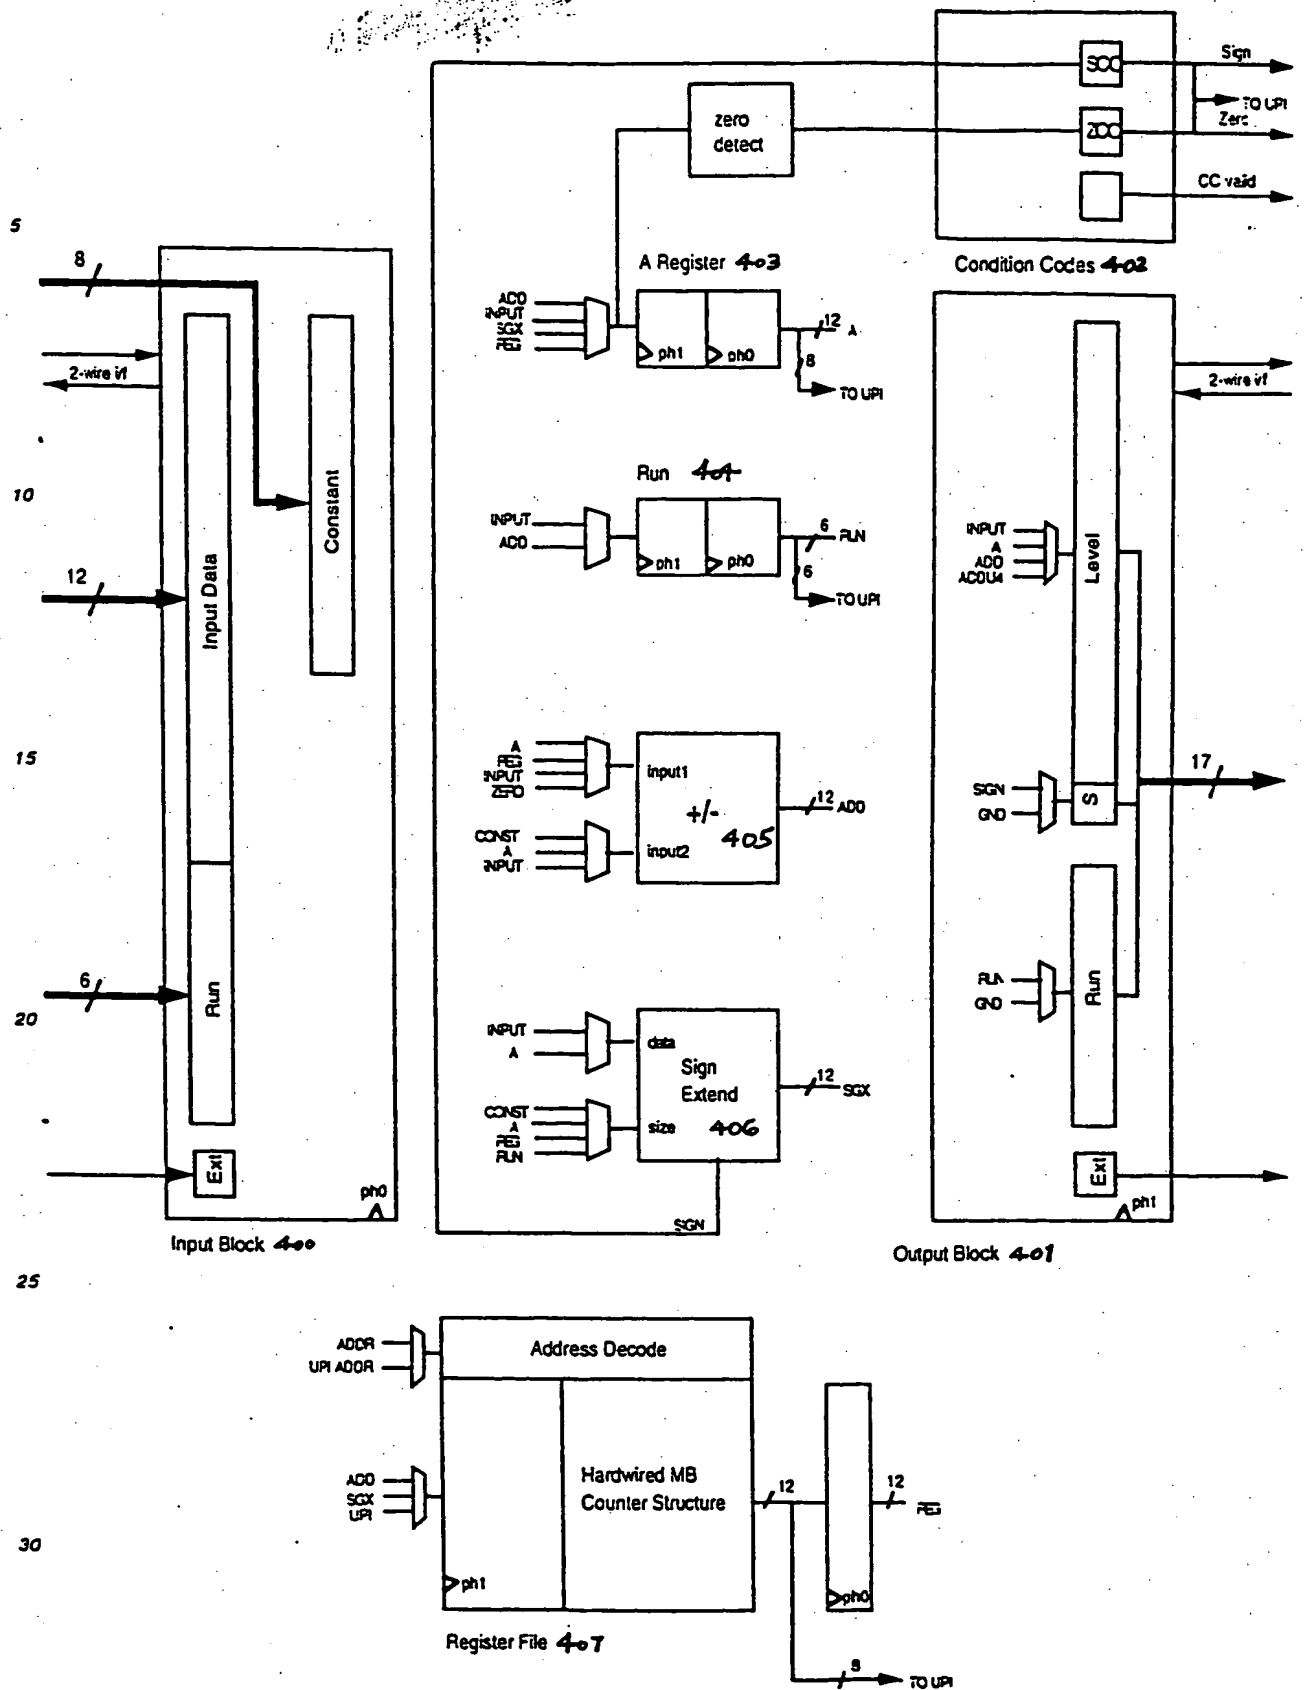 Sign
SCC
TO UPI
zero
detect
ZCC
Zero
CC valid
5
8
A Register 403
Condition Codes 402
ADD
INPUT
SGX
REG
ph1
ph0
12
A
8
TO UPI
2-wire i/f
2-wire i/f
Run 404
10
Input Data
Constant
INPUT
ADD
ph1
ph0
6
RUN
6
TO UPI
INPUT
A
ADD
Level
12
15
A
REG
INPUT
ZERO
input1
+/-
405
12
ADD
CONST
A
INPUT
input2
SIGN
GND
S
17
6
Run
20
INPUT
A
data
Sign
Extend
406
12
SGX
CONST
A
REG
RUN
size
RUN
GND
Run
Ext
ph0
SIGN
Ext
ph1
Input Block 400
Output Block 401
25
ADDR
UPI ADDR
Address Decode
ADD
SGX
UPI
Hardwired MB
Counter Structure
12
12
REG
30
ph1
ph0
Register File 407
TO UPI